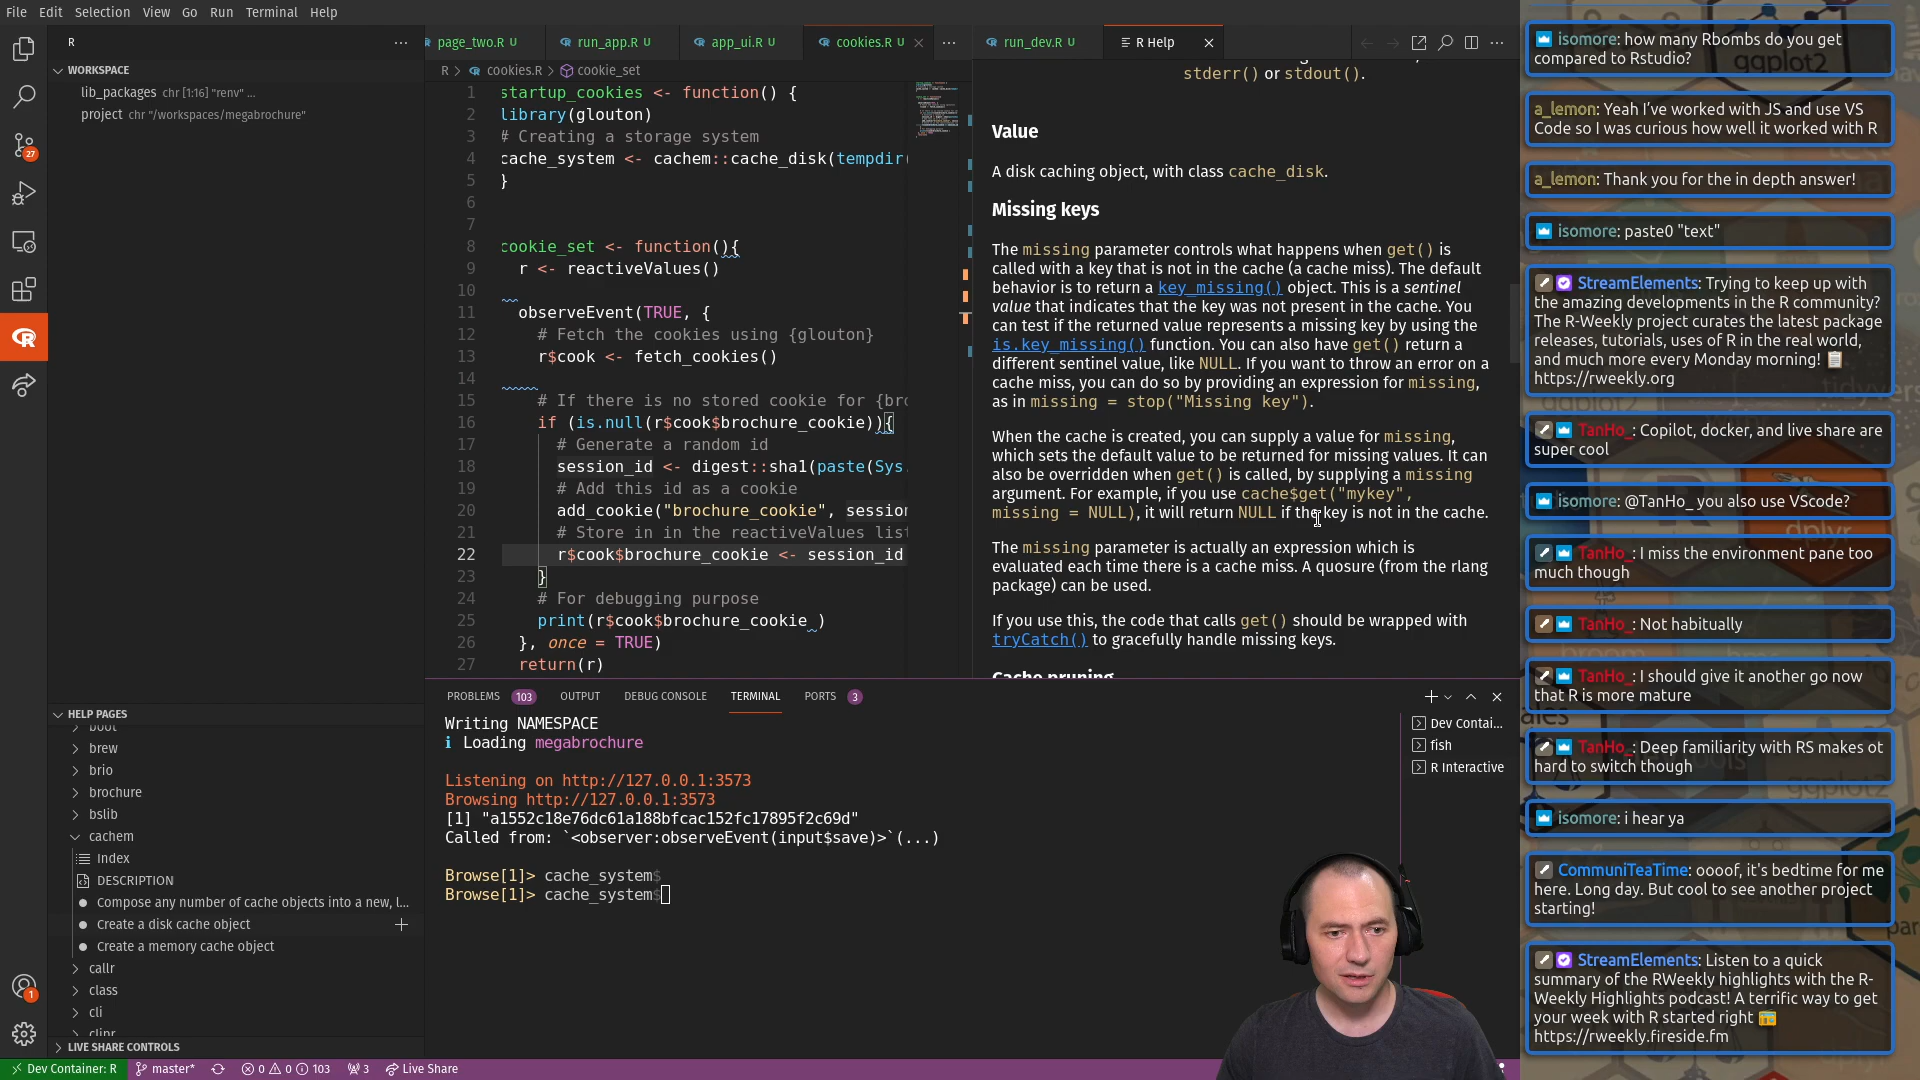 File Edit Selection View Go Run Terminal Help
R
WORKSPACE
lib_packages chr [1:16] "renv" ...
project chr "/workspaces/megabrochure"
HELP PAGES
boot
brew
brio
brochure
bslib
cachem
Index
DESCRIPTION
Compose any number of cache objects into a new, l...
Create a disk cache object
Create a memory cache object
callr
class
cli
clipr
LIVE SHARE CONTROLS
27
1
page_two.R U
run_app.R U
app_ui.R U
cookies.R U
R > cookies.R > cookie_set
1 startup_cookies <- function() {
2 library(glouton)
3 # Creating a storage system
4 cache_system <- cachem::cache_disk(tempdir(
5 }
6
7
8 cookie_set <- function(){
9 r <- reactiveValues()
10
11 observeEvent(TRUE, {
12 # Fetch the cookies using {glouton}
13 r$cook <- fetch_cookies()
14
15 # If there is no stored cookie for {bro
16 if (is.null(r$cook$brochure_cookie)){
17 # Generate a random id
18 session_id <- digest::sha1(paste(Sys.
19 # Add this id as a cookie
20 add_cookie("brochure_cookie", session
21 # Store in in the reactiveValues list
22 r$cook$brochure_cookie <- session_id
23 }
24 # For debugging purpose
25 print(r$cook$brochure_cookie )
26 }, once = TRUE)
27 return(r)
run_dev.R U
R Help
stderr() or stdout().
Value
A disk caching object, with class cache_disk.
Missing keys
The missing parameter controls what happens when get() is
called with a key that is not in the cache (a cache miss). The default
behavior is to return a key_missing() object. This is a sentinel
value that indicates that the key was not present in the cache. You
can test if the returned value represents a missing key by using the
is.key_missing() function. You can also have get() return a
different sentinel value, like NULL. If you want to throw an error on a
cache miss, you can do so by providing an expression for missing,
as in missing = stop("Missing key").
When the cache is created, you can supply a value for missing,
which sets the default value to be returned for missing values. It can
also be overridden when get() is called, by supplying a missing
argument. For example, if you use cache$get("mykey",
missing = NULL), it will return NULL if the key is not in the cache.
The missing parameter is actually an expression which is
evaluated each time there is a cache miss. A quosure (from the rlang
package) can be used.
If you use this, the code that calls get() should be wrapped with
tryCatch() to gracefully handle missing keys.
Cache pruning
PROBLEMS 103 OUTPUT DEBUG CONSOLE TERMINAL PORTS 3
Writing NAMESPACE
i Loading megabrochure
Listening on http://127.0.0.1:3573
Browsing http://127.0.0.1:3573
[1] "a1552c18e76dc61a188bfcac152fc17895f2c69d"
Called from: `<observer:observeEvent(input$save)>`(...)
Browse[1]> cache_system$
Browse[1]> cache_system$
Dev Contai...
fish
R Interactive
Dev Container: R master* 0 0 103 3 Live Share
isomore: how many Rbombs do you get
compared to Rstudio?
a_lemon: Yeah I’ve worked with JS and use VS
Code so I was curious how well it worked with R
a_lemon: Thank you for the in depth answer!
isomore: paste0 "text"
StreamElements: Trying to keep up with
the amazing developments in the R community?
The R-Weekly project curates the latest package
releases, tutorials, uses of R in the real world,
and much more every Monday morning!
https://rweekly.org
TanHo_: Copilot, docker, and live share are
super cool
isomore: @TanHo_ you also use VScode?
TanHo_: I miss the environment pane too
much though
TanHo_: Not habitually
TanHo_: I should give it another go now
that R is more mature
TanHo_: Deep familiarity with RS makes ot
hard to switch though
isomore: i hear ya
CommuniTeaTime: oooof, it's bedtime for me
here. Long day. But cool to see another project
starting!
StreamElements: Listen to a quick
summary of the RWeekly highlights with the R-
Weekly Highlights podcast! A terrific way to get
your week with R started right
https://rweekly.fireside.fm
ggplot2
dplyr
broom